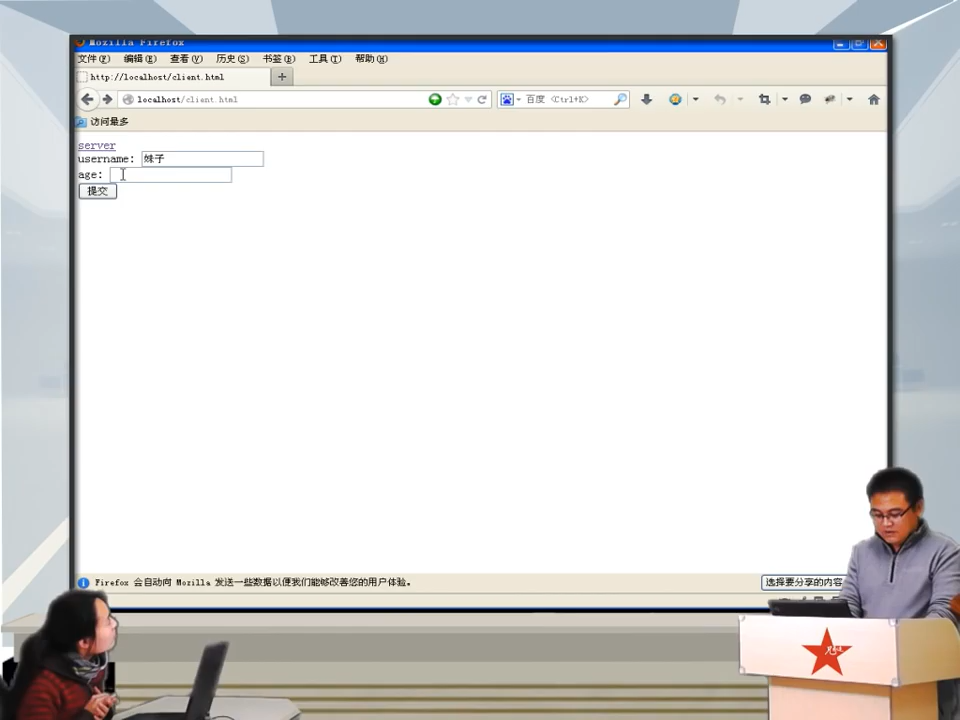 Mozilla Firefox
文件(F) 编辑(E) 查看(V) 历史(S) 书签(B) 工具(T) 帮助(H)
http://localhost/client.html
localhost/client.html 百度 <Ctrl+K>
访问最多
server
username: 妹子
age:
提交
Firefox 会自动向 Mozilla 发送一些数据以便我们能够改善您的用户体验。 选择要分享的内容